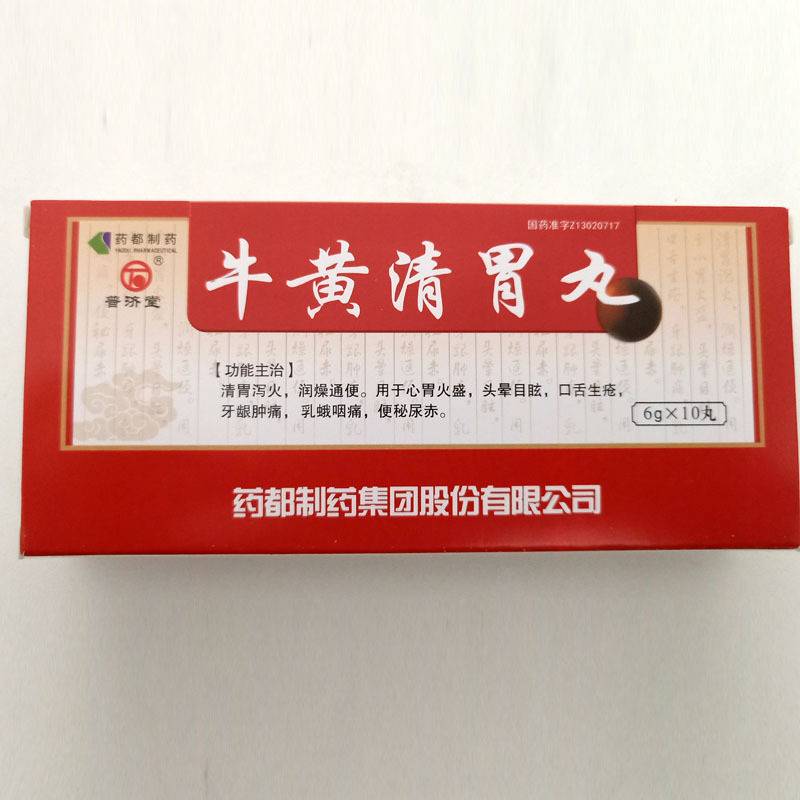 国药准字Z13020717
药都制药
YAODU PHARMACEUTICAL
®
普济堂
牛黄清胃丸
【功能主治】
清胃泻火，润燥通便。用于心胃火盛，头晕目眩，口舌生疮，
牙龈肿痛，乳蛾咽痛，便秘尿赤。
6g×10丸
药都制药集团股份有限公司